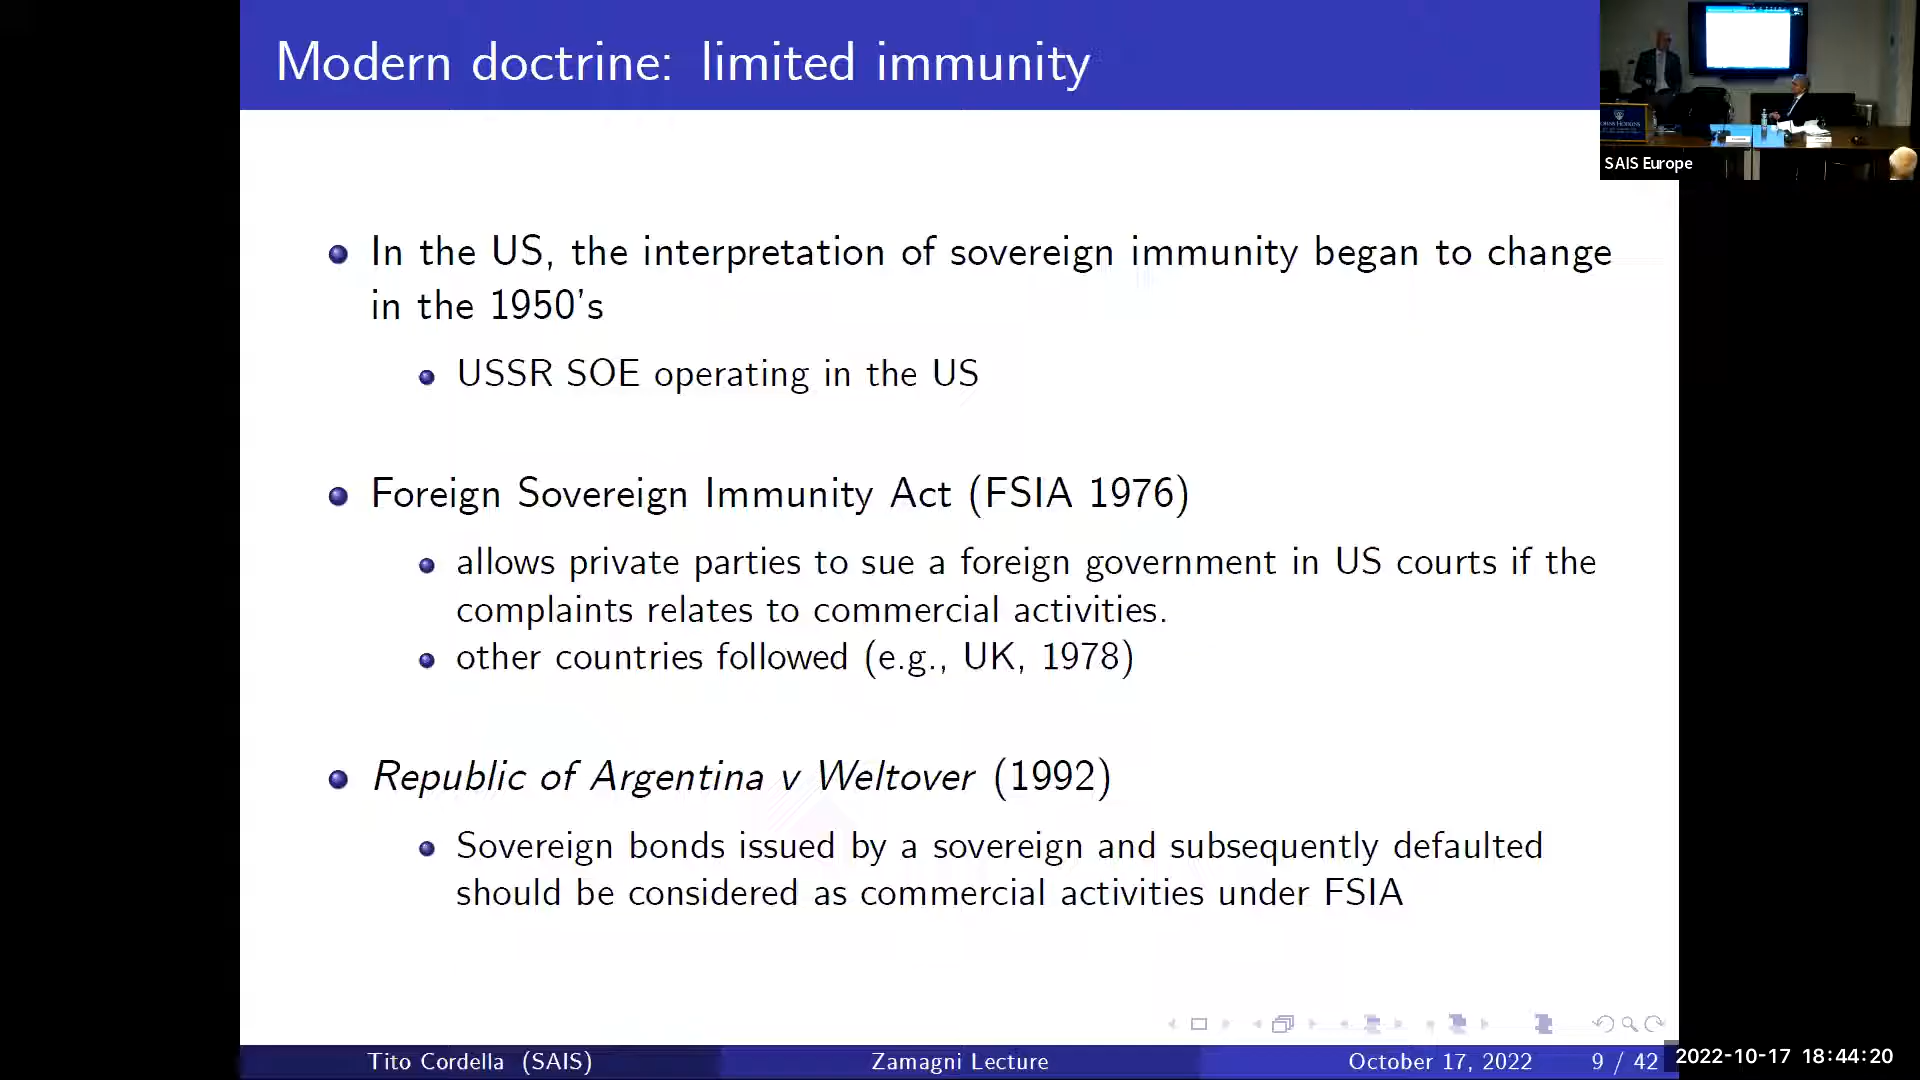 Modern doctrine: limited immunity
SAIS Europe
In the US, the interpretation of sovereign immunity began to change
in the 1950's
USSR SOE operating in the US
Foreign Sovereign Immunity Act (FSIA 1976)
allows private parties to sue a foreign government in US courts if the
complaints relates to commercial activities.
other countries followed (e.g., UK, 1978)
Republic of Argentina v Weltover (1992)
Sovereign bonds issued by a sovereign and subsequently defaulted
should be considered as commercial activities under FSIA
Tito Cordella (SAIS)
Zamagni Lecture
October 17, 2022
9 / 42
2022-10-17 18:44:20